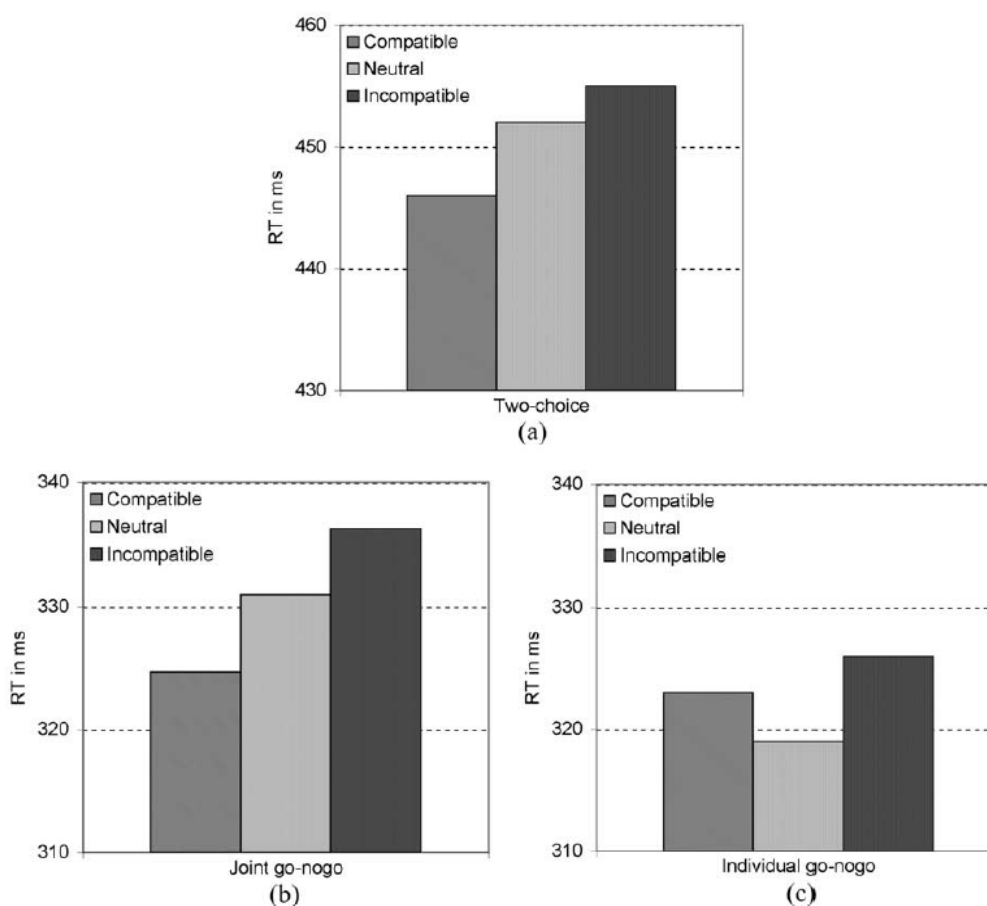 460
Compatible
Neutral
Incompatible
450
RT in ms
440
430
Two-choice
(a)
340
Compatible
Neutral
Incompatible
330
RT in ms
320
310
Joint go-nogo
(b)
340
Compatible
Neutral
Incompatible
330
RT in ms
320
310
Individual go-nogo
(c)